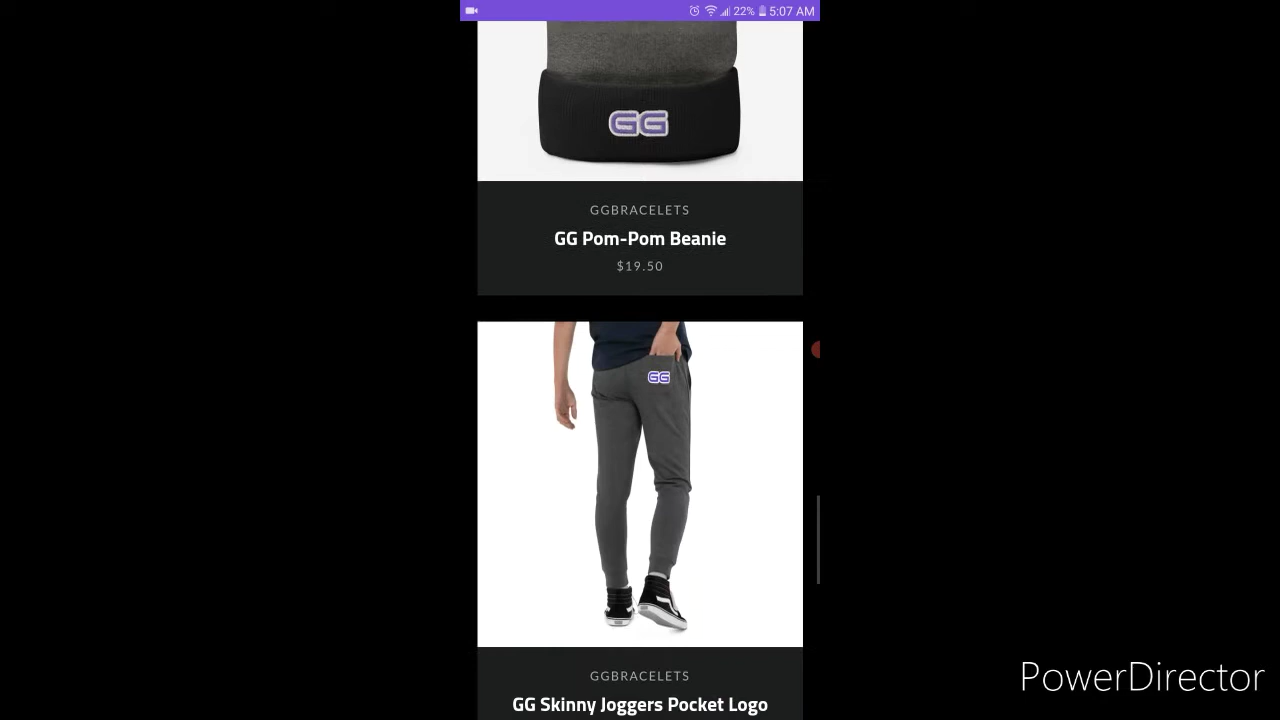 22% 5:07 AM
GG
GGBRACELETS
GG Pom-Pom Beanie
$19.50
GG
GGBRACELETS
GG Skinny Joggers Pocket Logo
PowerDirector